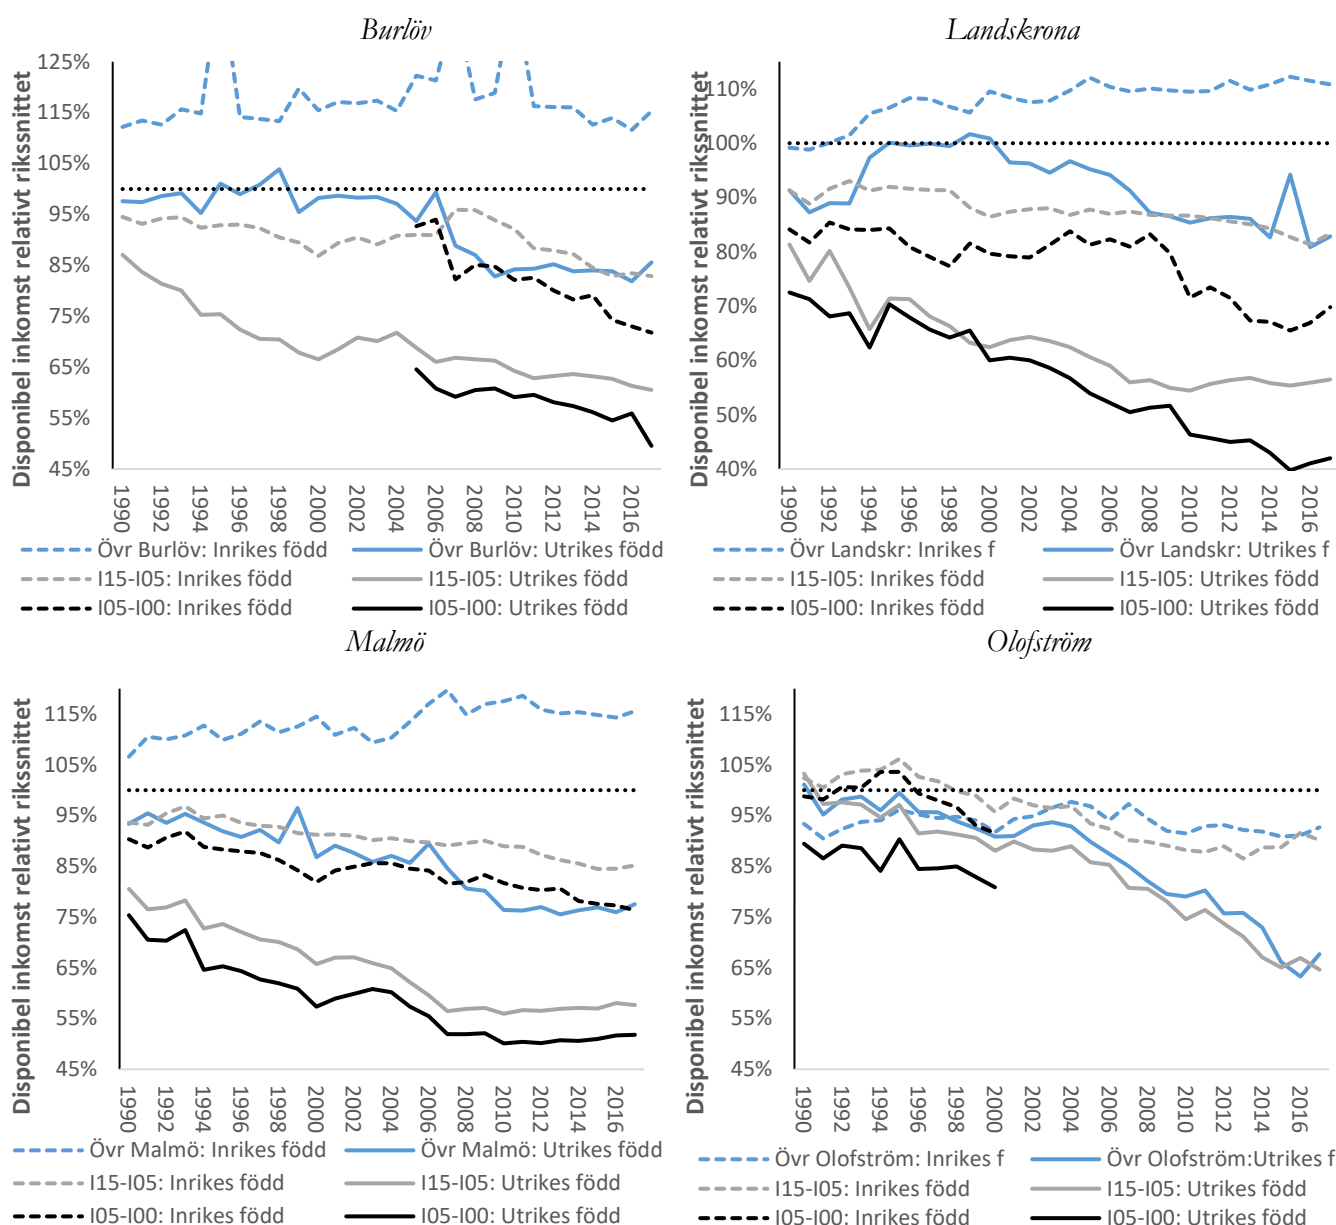 Burlöv
Disponibel inkomst relativt rikssnittet
125%
115%
105%
95%
85%
75%
65%
55%
45%
1990 1992 1994 1996 1998 2000 2002 2004 2006 2008 2010 2012 2014 2016
Övr Burlöv: Inrikes född Övr Burlöv: Utrikes född
I15-I05: Inrikes född I15-I05: Utrikes född
I05-I00: Inrikes född I05-I00: Utrikes född
Landskrona
Disponibel inkomst relativt rikssnittet
110%
100%
90%
80%
70%
60%
50%
40%
1990 1992 1994 1996 1998 2000 2002 2004 2006 2008 2010 2012 2014 2016
Övr Landskr: Inrikes f Övr Landskr: Utrikes f
I15-I05: Inrikes född I15-I05: Utrikes född
I05-I00: Inrikes född I05-I00: Utrikes född
Malmö
Disponibel inkomst relativt rikssnittet
115%
105%
95%
85%
75%
65%
55%
45%
1990 1992 1994 1996 1998 2000 2002 2004 2006 2008 2010 2012 2014 2016
Övr Malmö: Inrikes född Övr Malmö: Utrikes född
I15-I05: Inrikes född I15-I05: Utrikes född
I05-I00: Inrikes född I05-I00: Utrikes född
Olofström
Disponibel inkomst relativt rikssnittet
115%
105%
95%
85%
75%
65%
55%
45%
1990 1992 1994 1996 1998 2000 2002 2004 2006 2008 2010 2012 2014 2016
Övr Olofström: Inrikes f Övr Olofström:Utrikes f
I15-I05: Inrikes född I15-I05: Utrikes född
I05-I00: Inrikes född I05-I00: Utrikes född